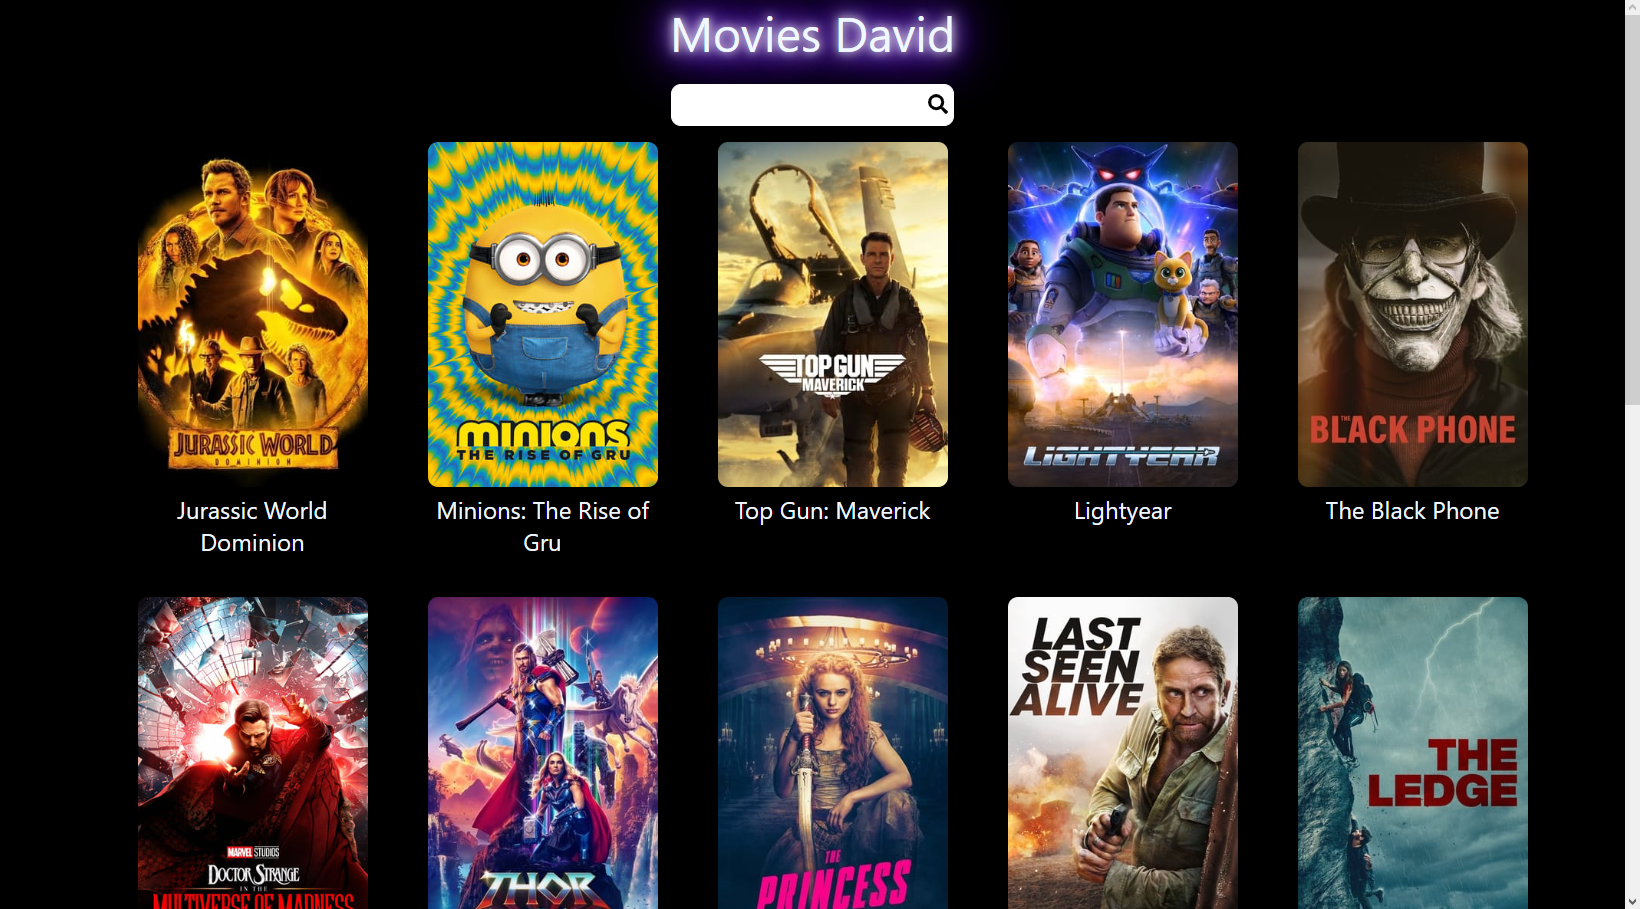 Movies David
JURASSIC WORLD
DOMINION
MINIONS
THE RISE OF GRU
TOP GUN
MAVERICK
LIGHTYEAR
THE
BLACK PHONE
Jurassic World
Dominion
Minions: The Rise of
Gru
Top Gun: Maverick
Lightyear
The Black Phone
MARVEL STUDIOS
DOCTOR STRANGE
IN THE
MULTIVERSE OF MADNESS
THOR
THE
PRINCESS
LAST
SEEN
ALIVE
THE
LEDGE